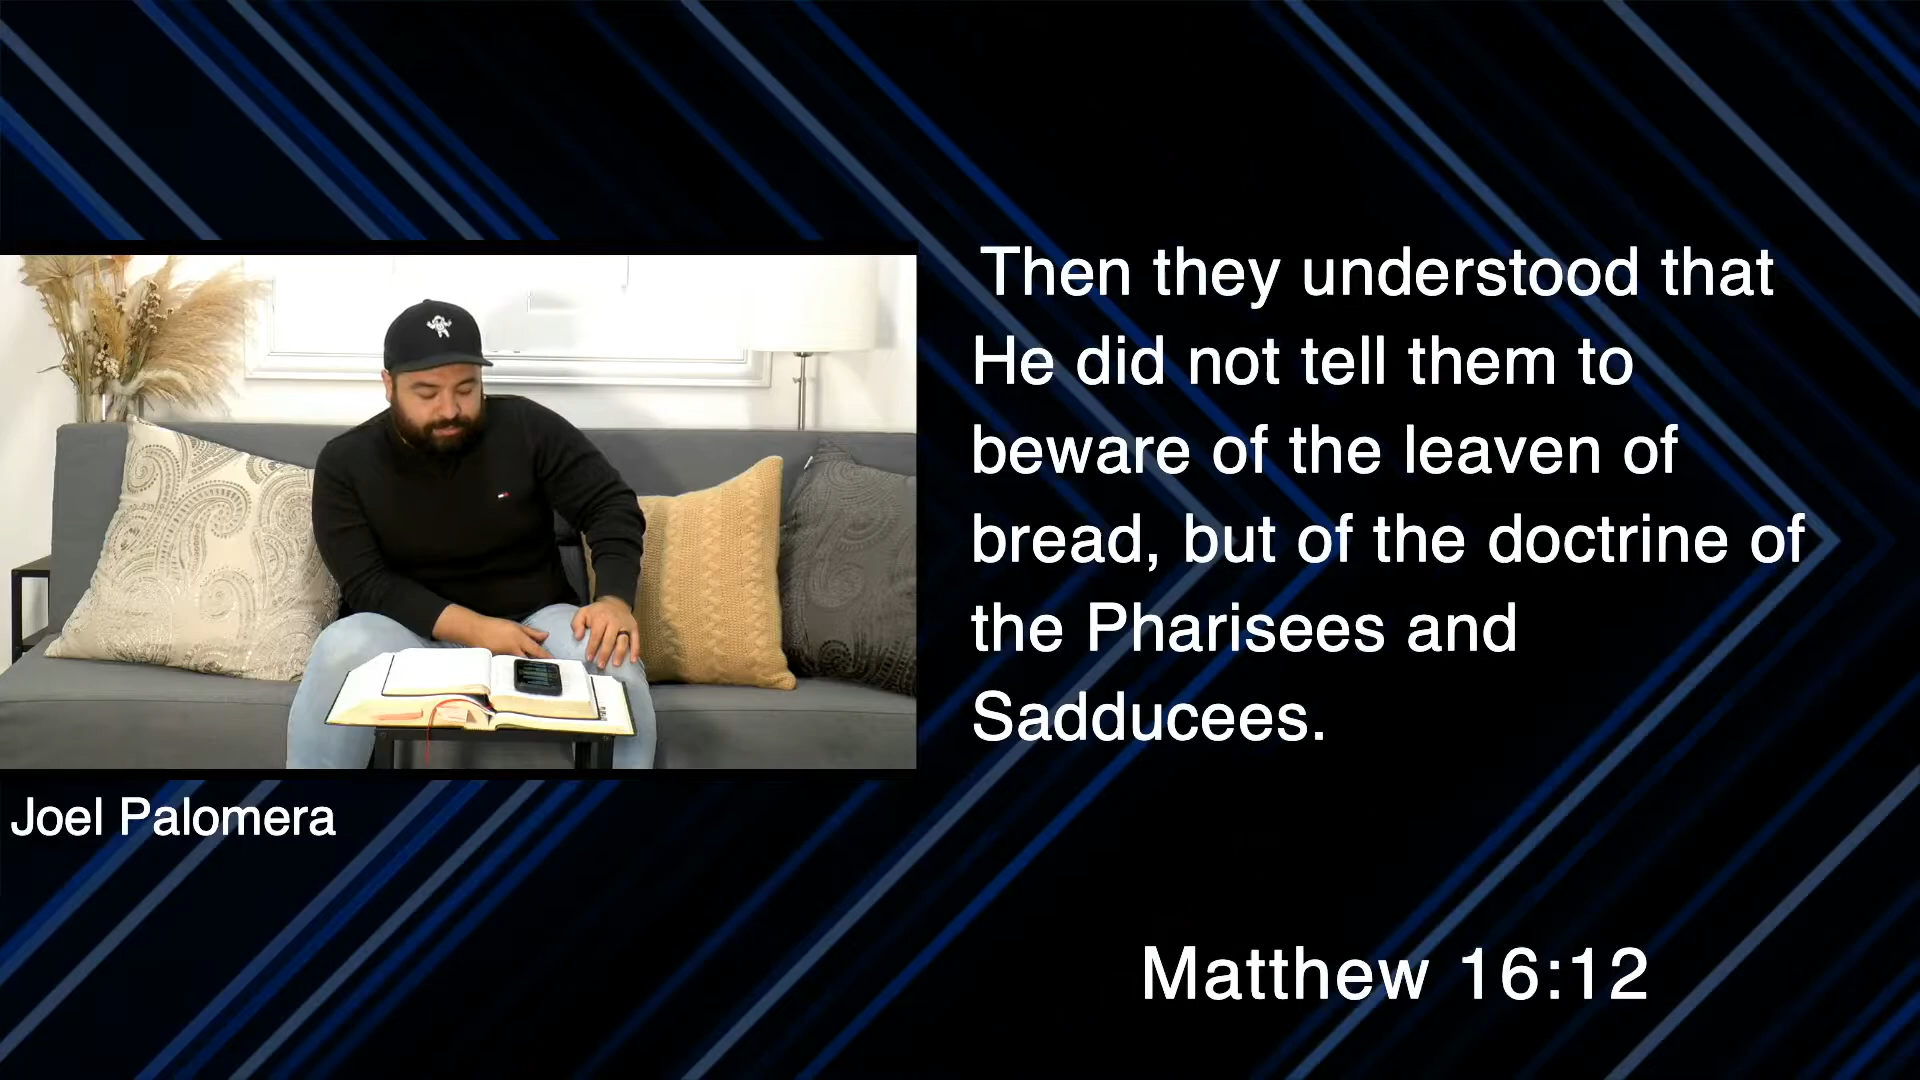 Then they understood that
He did not tell them to
beware of the leaven of
bread, but of the doctrine of
the Pharisees and
Sadducees.
Joel Palomera
Matthew 16:12